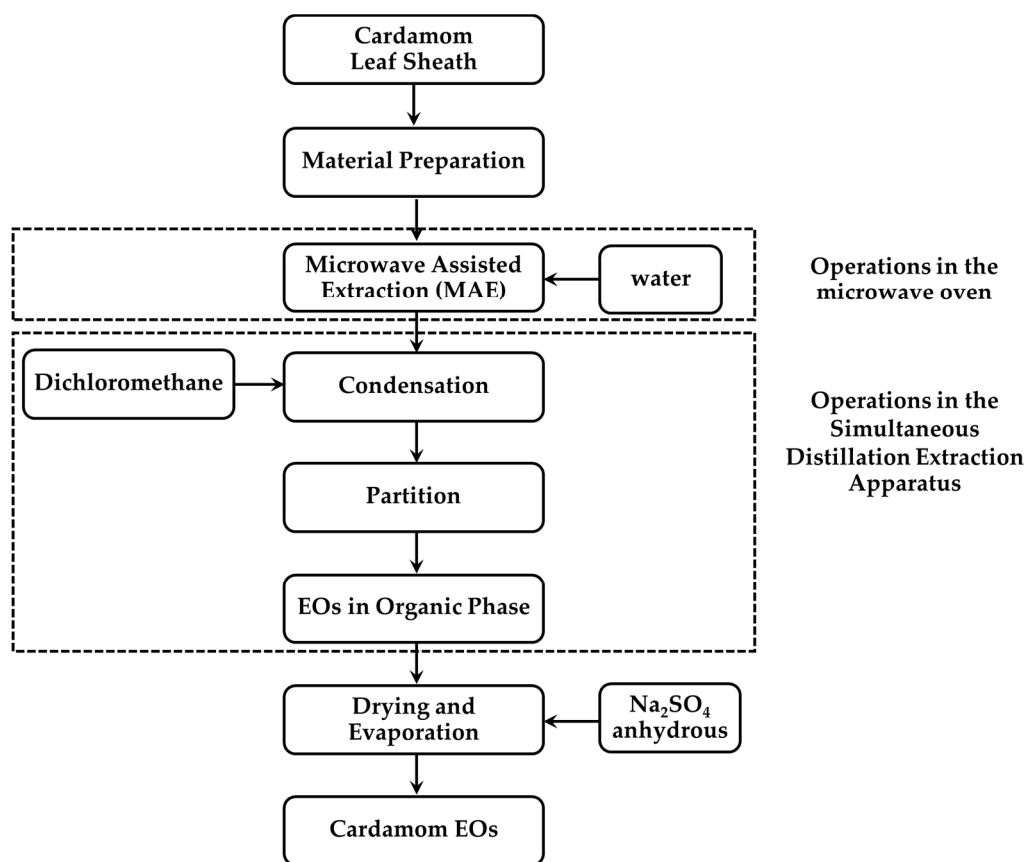 Cardamom
Leaf Sheath
Material Preparation
Microwave Assisted
Extraction (MAE)
water
Operations in the
microwave oven
Dichloromethane
Condensation
Operations in the
Simultaneous
Distillation Extraction
Apparatus
Partition
EOs in Organic Phase
Drying and
Evaporation
Na₂SO₄
anhydrous
Cardamom EOs